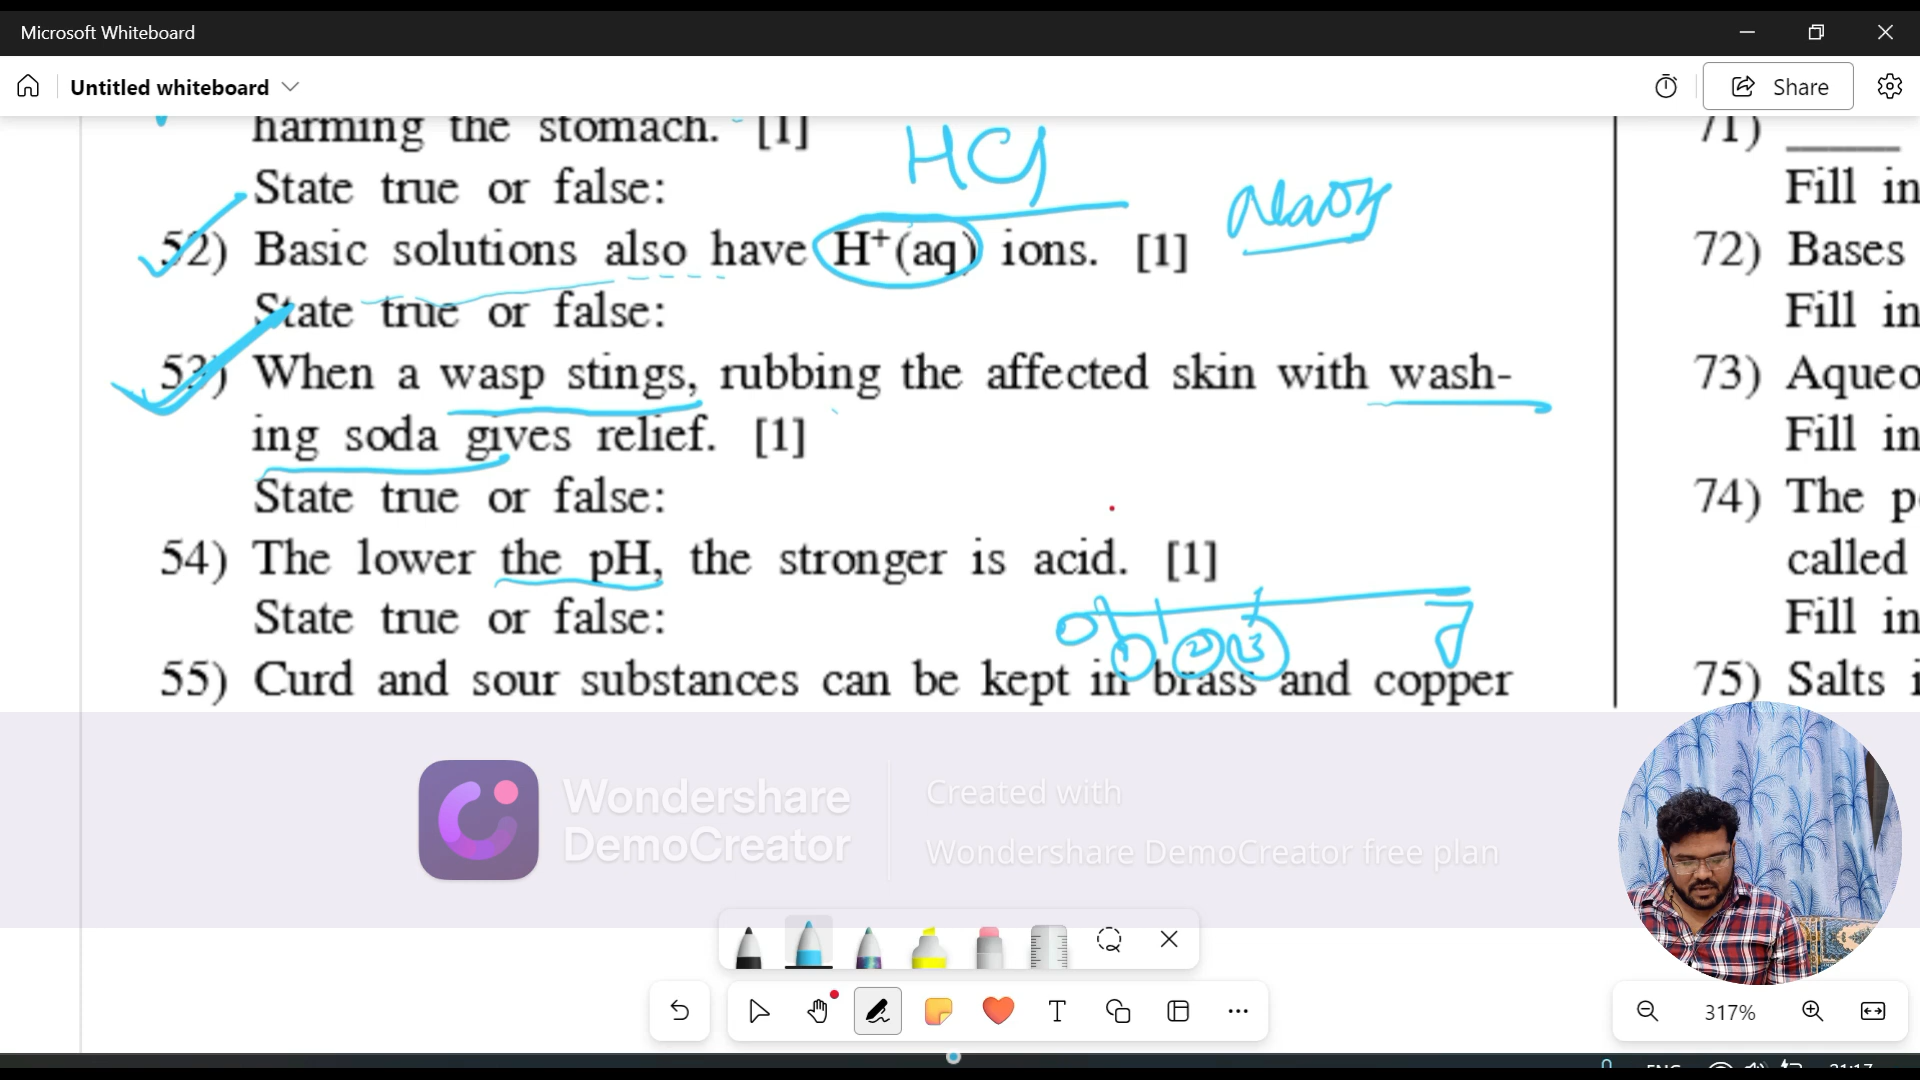 Microsoft Whiteboard
Untitled whiteboard
Share
harming the stomach. [1]
State true or false:
52) Basic solutions also have H⁺(aq) ions. [1]
State true or false:
53) When a wasp stings, rubbing the affected skin with wash-
ing soda gives relief. [1]
State true or false:
54) The lower the pH, the stronger is acid. [1]
State true or false:
55) Curd and sour substances can be kept in brass and copper
HCl
NaOH
0 1 2 3 7
71)
Fill in
72) Bases
Fill in
73) Aqueo
Fill in
74) The
called
Fill in
75) Salts
Wondershare
DemoCreator
Created with
Wondershare DemoCreator free plan
317%
ENG
21:17